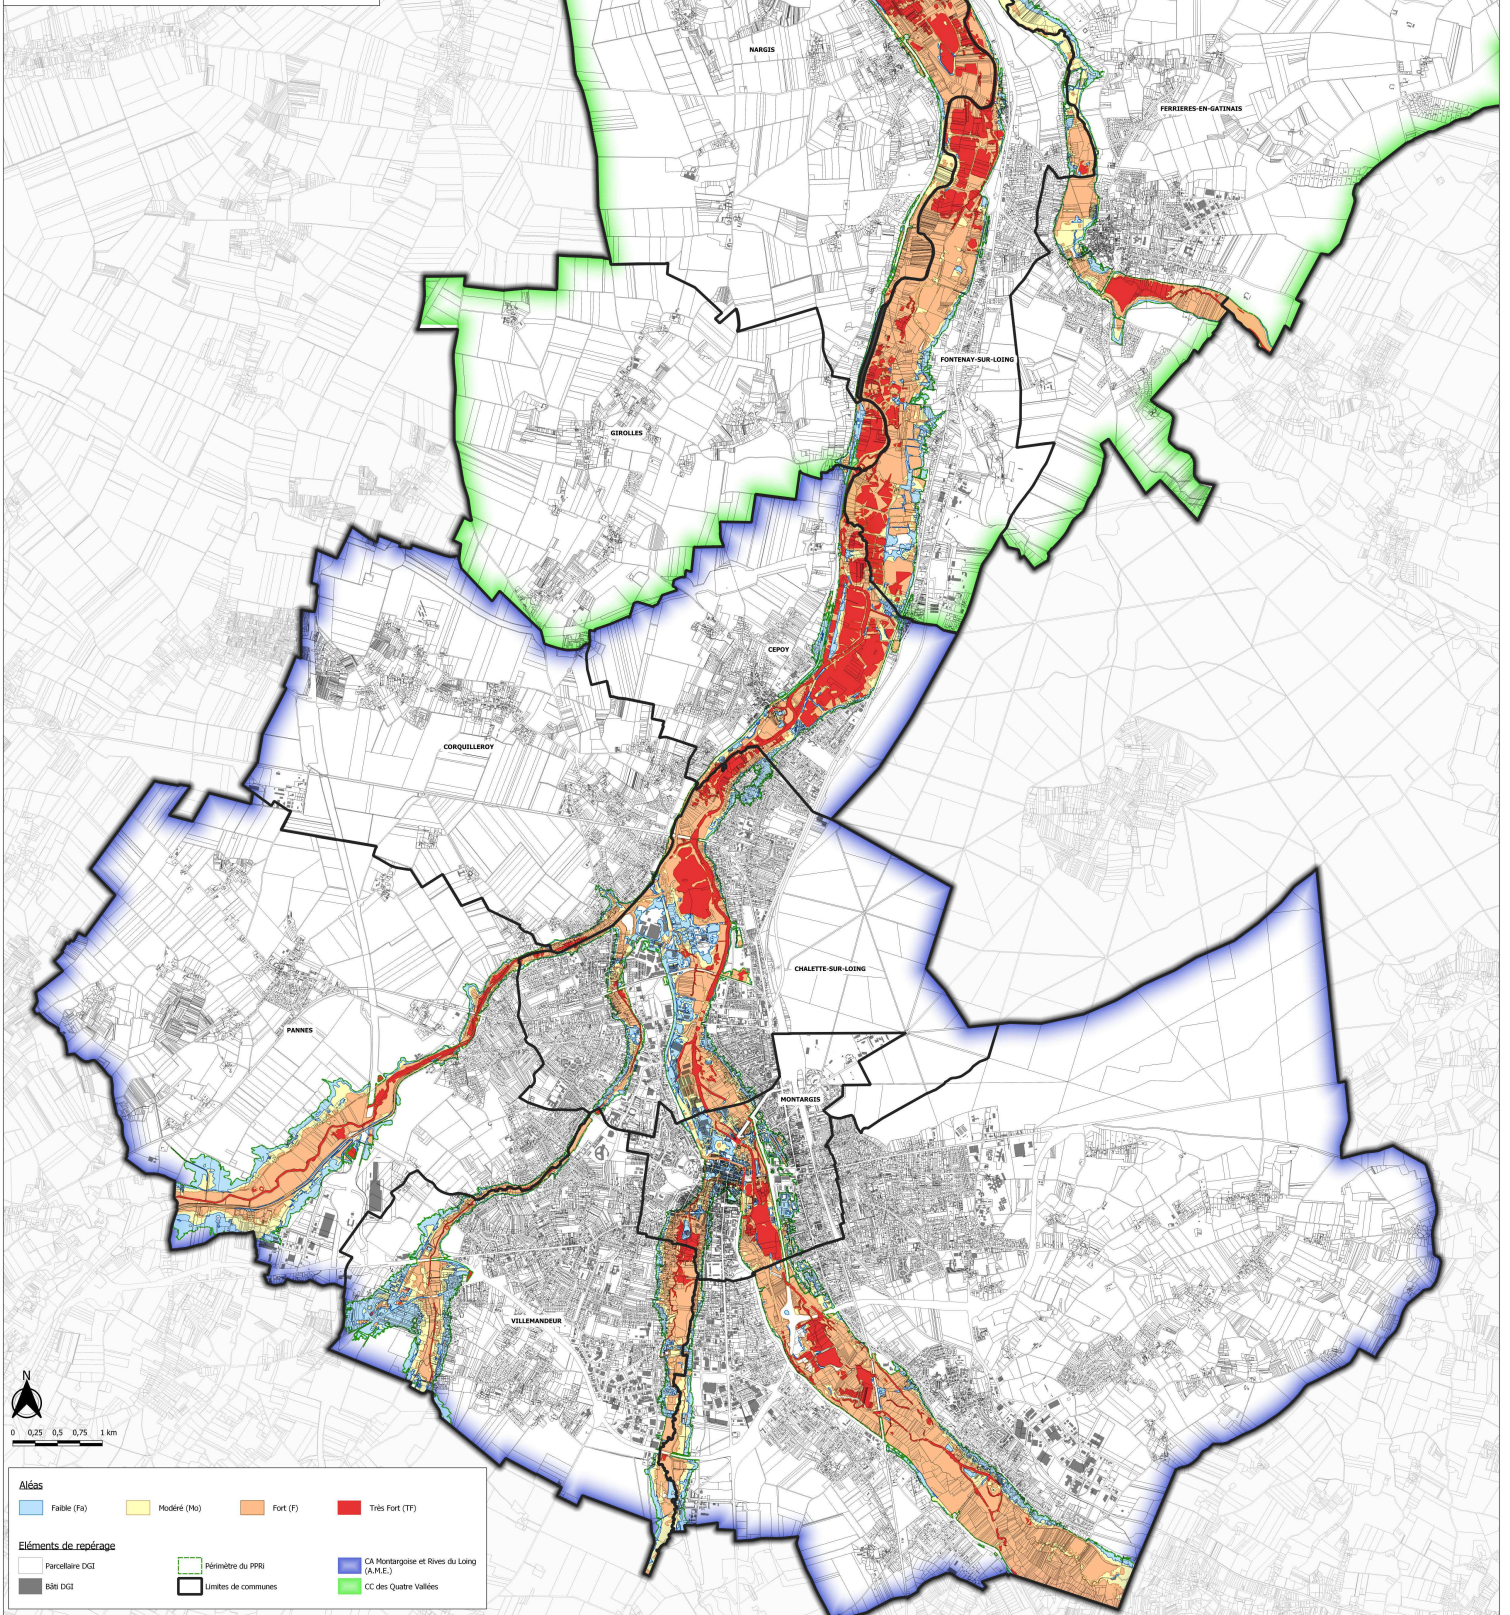 NARGIS
FERRIERES-EN-GATINAIS
FONTENAY-SUR-LOING
GIROLLES
CEPOY
CORQUILLEROY
CHALETTE-SUR-LOING
PANNES
MONTARGIS
VILLEMANDEUR
N
0 0,25 0,5 0,75 1 km
Aléas
Faible (Fa) Modéré (Mo) Fort (F) Très Fort (TF)
Eléments de repérage
Parcellaire DGI Périmètre du PPRi CA Montargoise et Rives du Loing
(A.M.E.)
Bâti DGI Limites de communes CC des Quatre Vallées